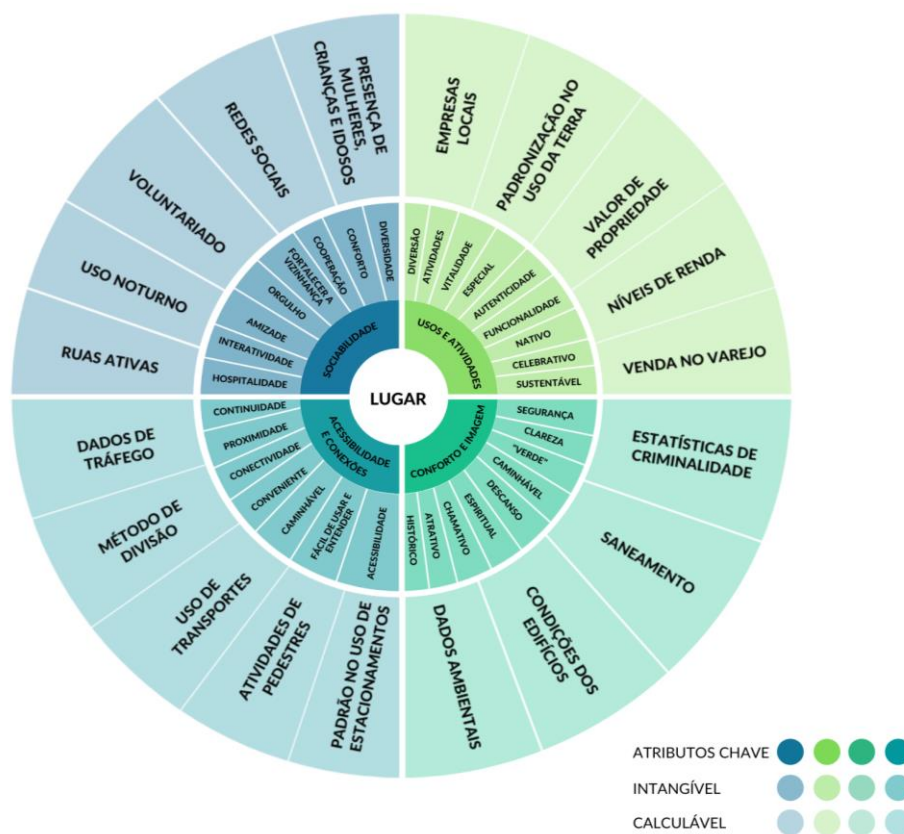 PRESENÇA DE
MULHERES,
CRIANÇAS E IDOSOS
REDES SOCIAIS
VOLUNTARIADO
USO NOTURNO
RUAS ATIVAS
EMPRESAS
LOCAIS
PADRONIZAÇÃO NO
USO DA TERRA
VALOR DE
PROPRIEDADE
NÍVEIS DE RENDA
VENDA NO VAREJO
DIVERSIDADE
CONFORTO
COOPERAÇÃO
FORTALECER A
VIZINHANÇA
ORGULHO
AMIZADE
INTERATIVIDADE
HOSPITALIDADE
DIVERSÃO
ATIVIDADES
VITALIDADE
ESPECIAL
AUTENTICIDADE
FUNCIONALIDADE
NATIVO
CELEBRATIVO
SUSTENTÁVEL
SOCIABILIDADE
USOS E ATIVIDADES
LUGAR
ACESSIBILIDADE
E CONEXÕES
CONFORTO E IMAGEM
CONTINUIDADE
PROXIMIDADE
CONECTIVIDADE
CONVENIENTE
CAMINHÁVEL
FÁCIL DE USAR E
ENTENDER
ACESSIBILIDADE
SEGURANÇA
CLAREZA
"VERDE"
CAMINHÁVEL
DESCANSO
ESPIRITUAL
CHAMATIVO
ATRATIVO
HISTÓRICO
DADOS DE
TRÁFEGO
MÉTODO DE
DIVISÃO
USO DE
TRANSPORTES
ATIVIDADES DE
PEDESTRES
PADRÃO NO USO DE
ESTACIONAMENTOS
ESTATÍSTICAS DE
CRIMINALIDADE
SANEAMENTO
CONDIÇÕES DOS
EDIFÍCIOS
DADOS AMBIENTAIS
ATRIBUTOS CHAVE
INTANGÍVEL
CALCULÁVEL